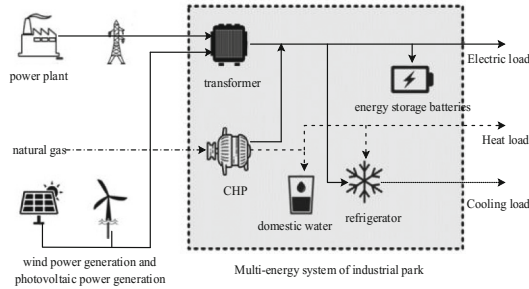 power plant
transformer
Electric load
energy storage batteries
natural gas
Heat load
CHP
domestic water
refrigerator
Cooling load
wind power generation and
photovoltaic power generation
Multi-energy system of industrial park